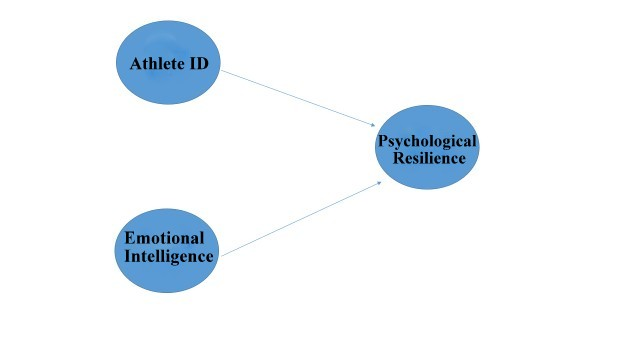 Athlete ID
Psychological
Resilience
Emotional
Intelligence